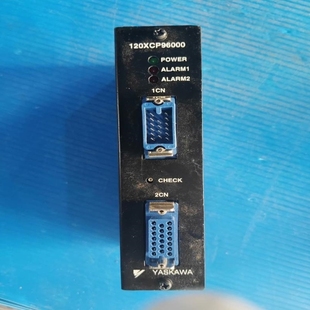 120XCP96000
POWER
ALARM1
ALARM2
1CN
CHECK
2CN
YASKAWA